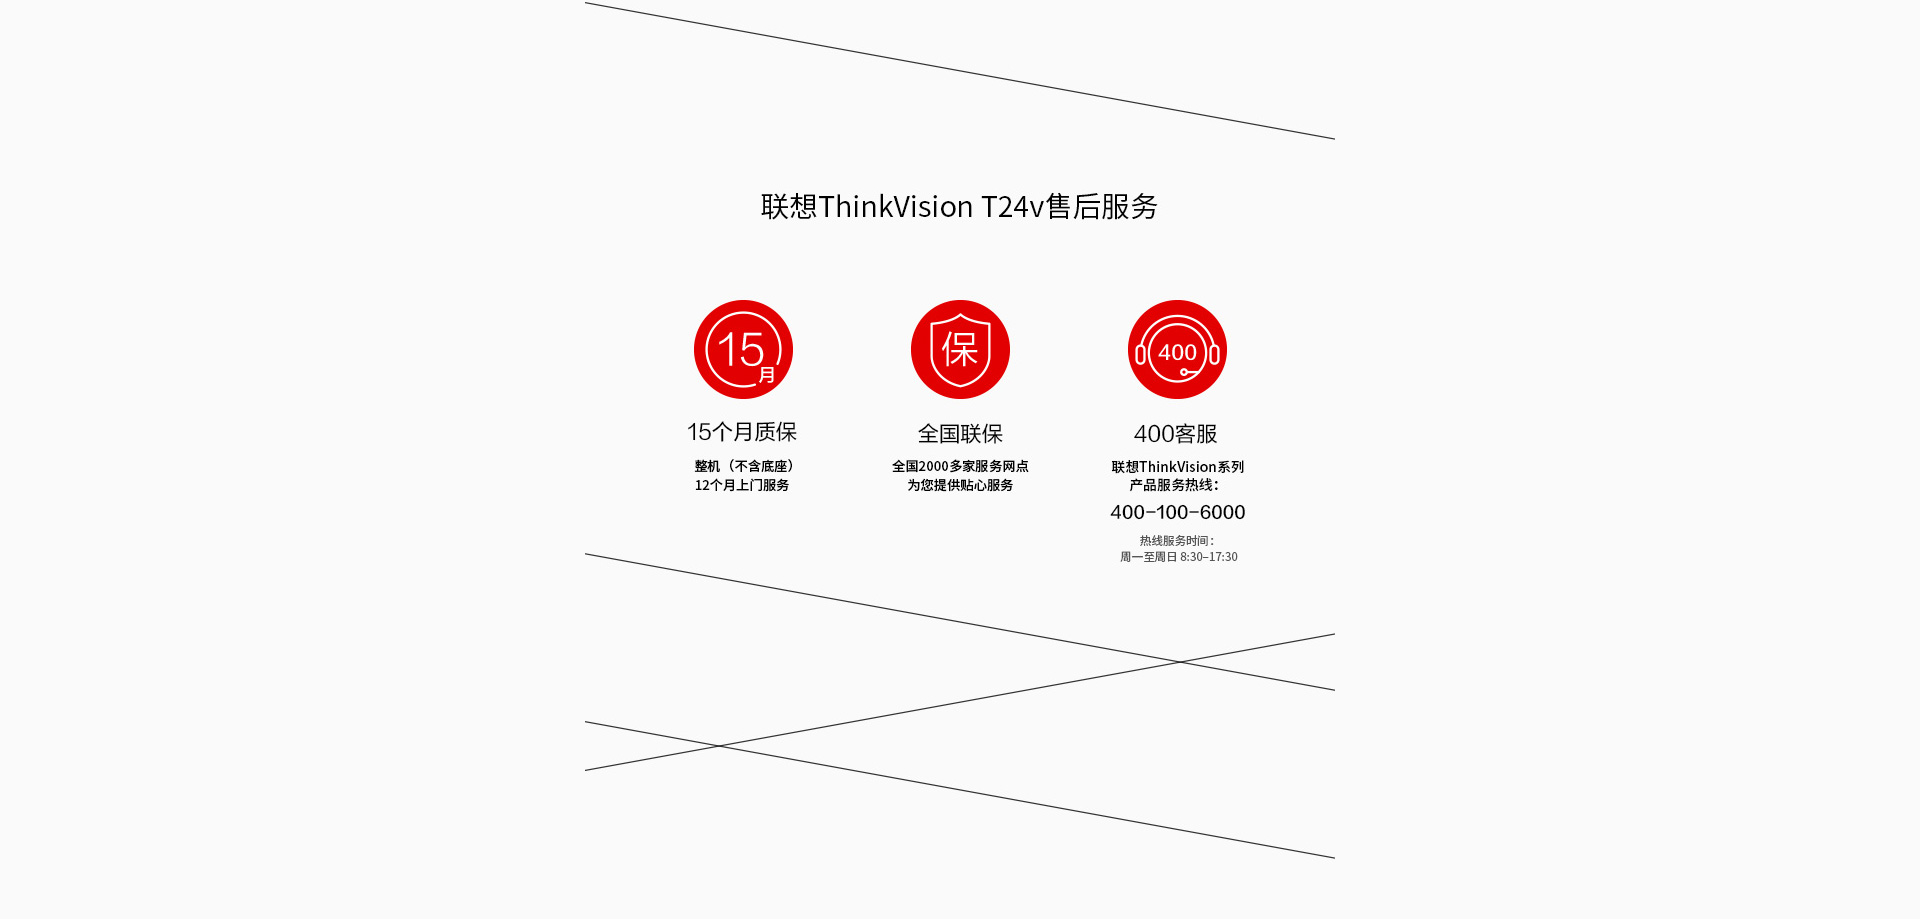 联想ThinkVision T24v售后服务
15
月
保
400
15个月质保
全国联保
400客服
整机（不含底座）
12个月上门服务
全国2000多家服务网点
为您提供贴心服务
联想ThinkVision系列
产品服务热线：
400-100-6000
热线服务时间：
周一至周日 8:30–17:30